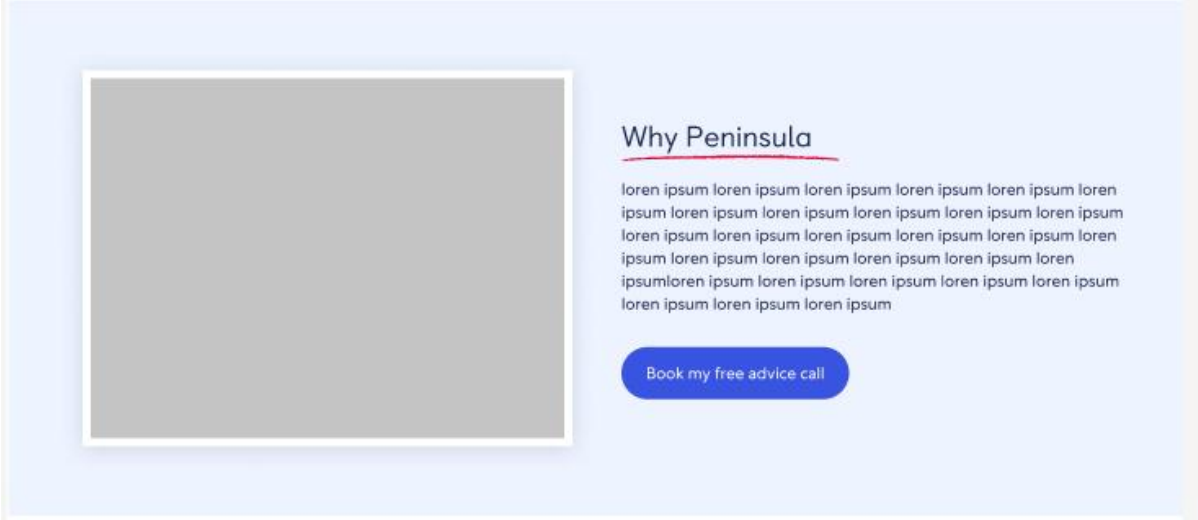 Why Peninsula
loren ipsum loren ipsum loren ipsum loren ipsum loren ipsum loren
ipsum loren ipsum loren ipsum loren ipsum loren ipsum loren ipsum
loren ipsum loren ipsum loren ipsum loren ipsum loren ipsum loren
ipsum loren ipsum loren ipsum loren ipsum loren ipsum loren
ipsumloren ipsum loren ipsum loren ipsum loren ipsum loren ipsum
loren ipsum loren ipsum loren ipsum
Book my free advice call